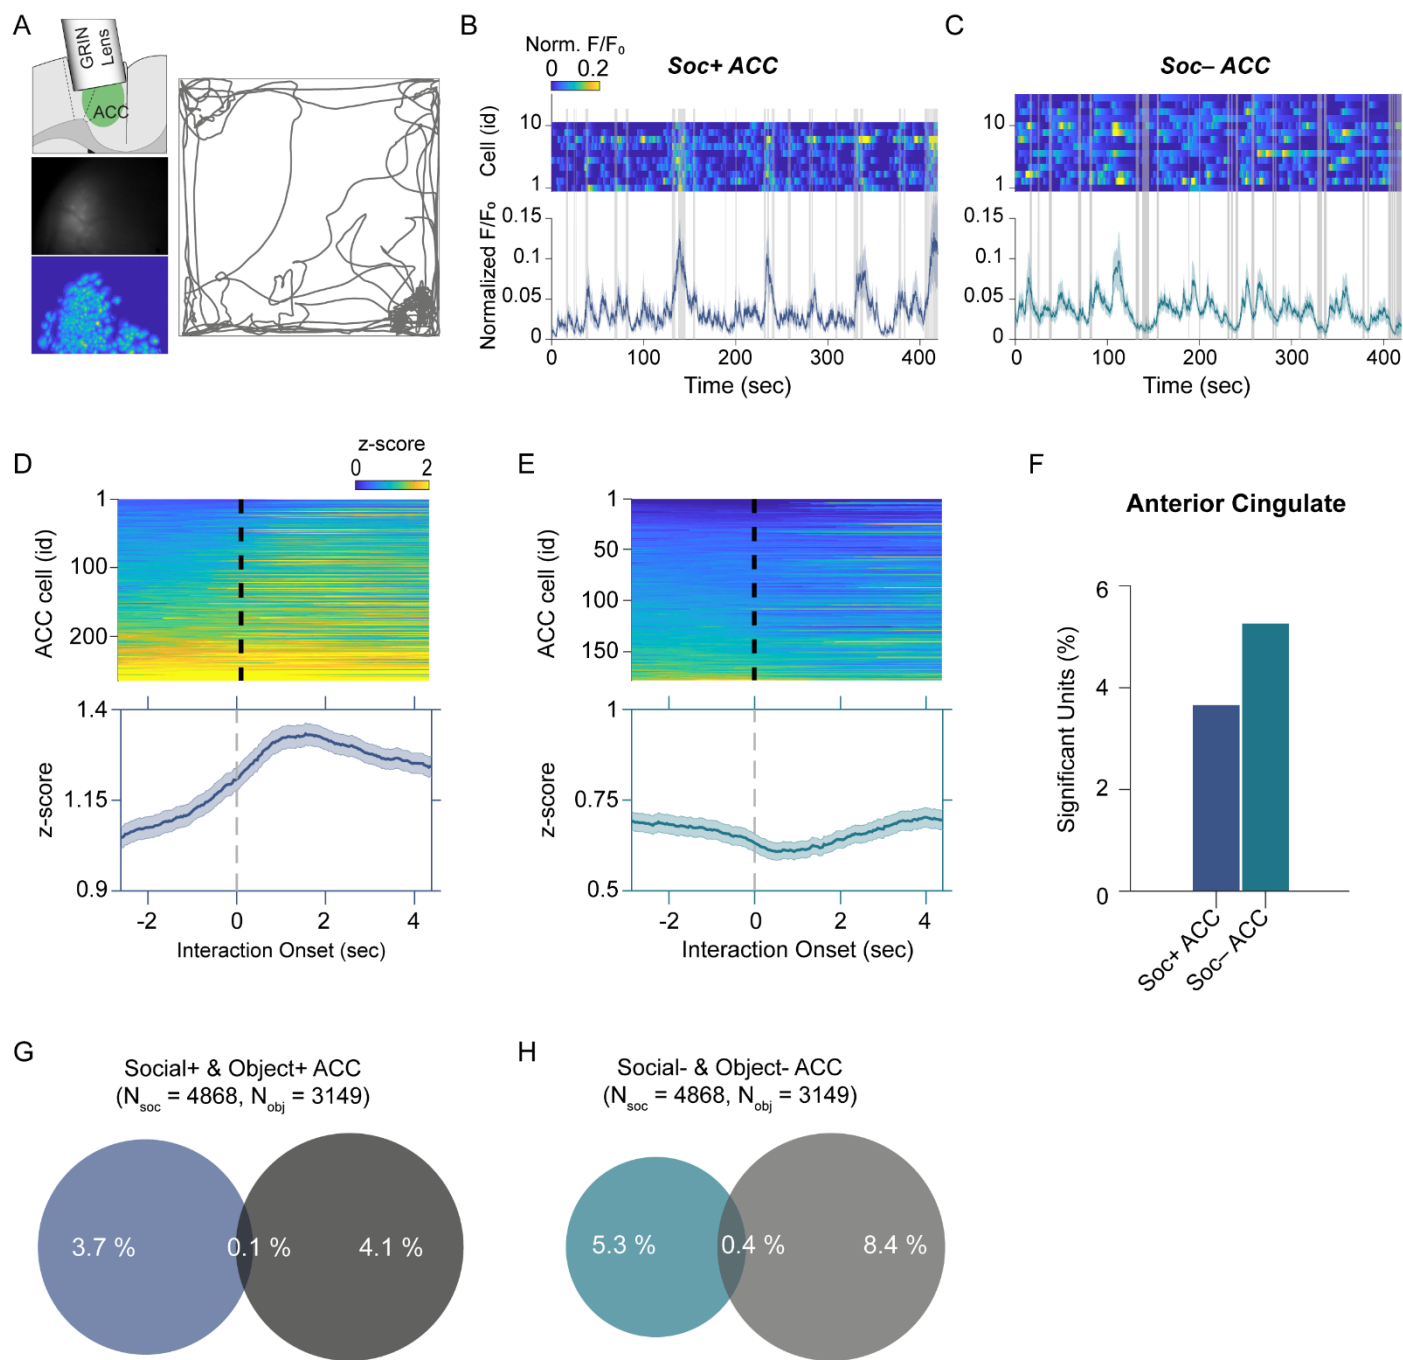 A
GRIN
Lens
ACC
B
Norm. F/F₀
0 0.2
Soc+ ACC
Cell (id)
10
1
Normalized F/F₀
0.15
0.1
0.05
0
0 100 200 300 400
Time (sec)
C
Soc– ACC
10
1
0.15
0.1
0.05
0
0 100 200 300 400
Time (sec)
D
z-score
0 2
ACC cell (id)
1
100
200
z-score
1.4
1.15
0.9
-2 0 2 4
Interaction Onset (sec)
E
ACC cell (id)
1
50
100
150
z-score
1
0.75
0.5
-2 0 2 4
Interaction Onset (sec)
F
Anterior Cingulate
Significant Units (%)
6
4
2
0
Soc+ ACC
Soc– ACC
G
Social+ & Object+ ACC
(Nsoc = 4868, Nobj = 3149)
3.7 % 0.1 % 4.1 %
H
Social- & Object- ACC
(Nsoc = 4868, Nobj = 3149)
5.3 % 0.4 % 8.4 %